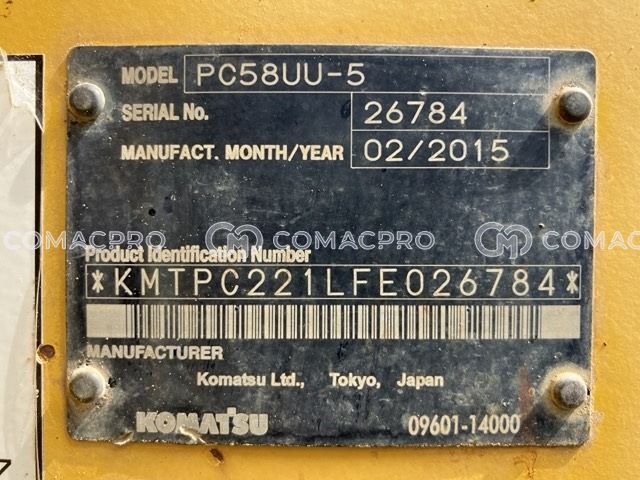 MODEL PC58UU-5
SERIAL No. 26784
MANUFACT. MONTH/YEAR 02/2015
COMACPRO COMACPRO COMACPRO
Product Identification Number
*KMTPC221LFE026784*
MANUFACTURER
Komatsu Ltd., Tokyo, Japan
KOMATSU 09601-14000